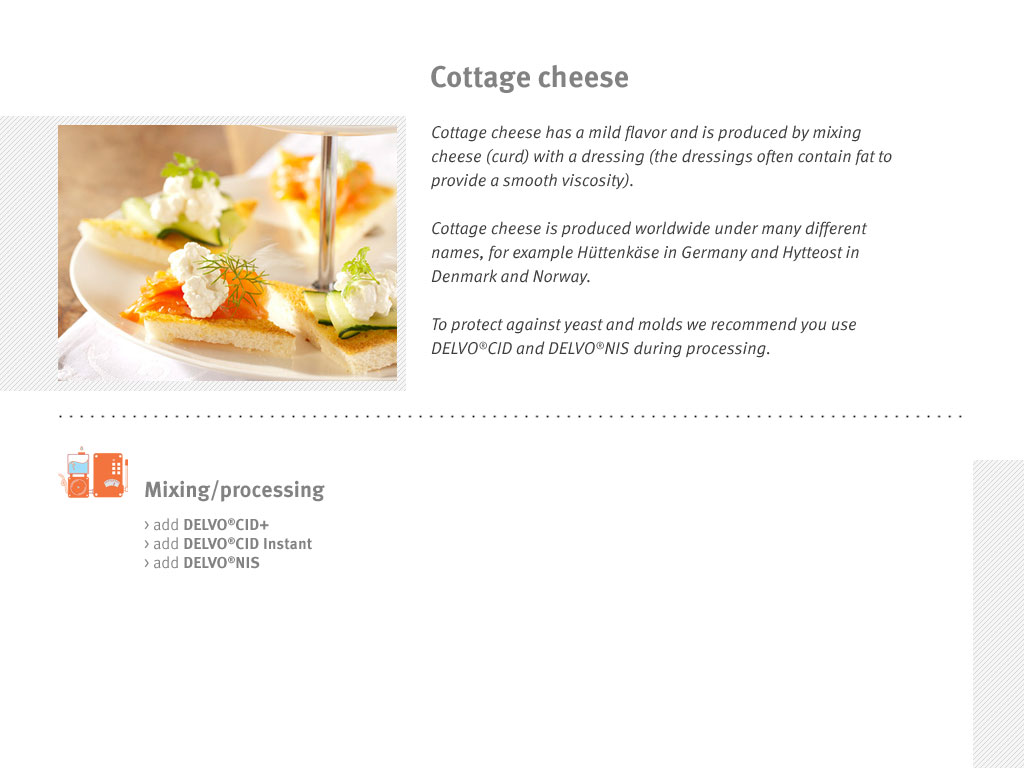 Cottage cheese
Cottage cheese has a mild flavor and is produced by mixing
cheese (curd) with a dressing (the dressings often contain fat to
provide a smooth viscosity).
Cottage cheese is produced worldwide under many different
names, for example Hüttenkäse in Germany and Hytteost in
Denmark and Norway.
To protect against yeast and molds we recommend you use
DELVO®CID and DELVO®NIS during processing.
Mixing/processing
› add DELVO®CID+
› add DELVO®CID Instant
› add DELVO®NIS